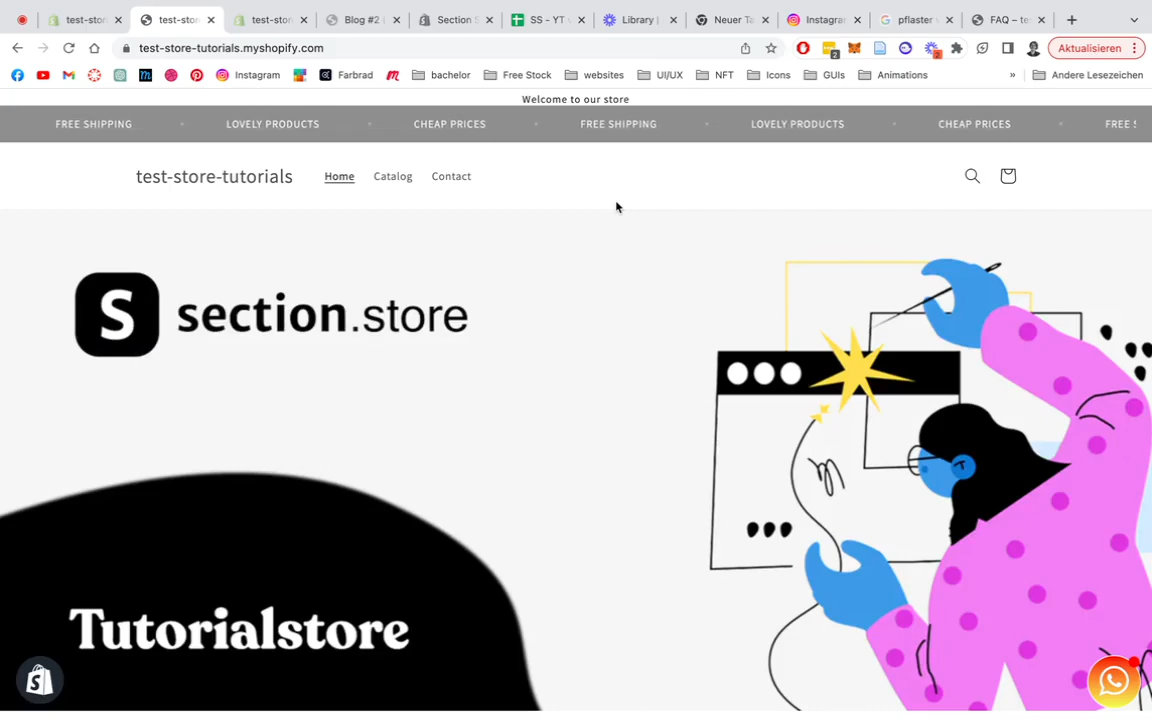 test-stor
test-stor
test-stor
Blog #2
Section S
SS - YT
Library
Neuer Ta
Instagrar
pflaster
FAQ – te
test-store-tutorials.myshopify.com
2
2
Aktualisieren
Instagram
Farbrad
bachelor
Free Stock
websites
UI/UX
NFT
Icons
GUIs
Animations
»
Andere Lesezeichen
Welcome to our store
FREE SHIPPING • LOVELY PRODUCTS • CHEAP PRICES • FREE SHIPPING • LOVELY PRODUCTS • CHEAP PRICES • FREE S
test-store-tutorials
Home
Catalog
Contact
S section.store
Tutorialstore